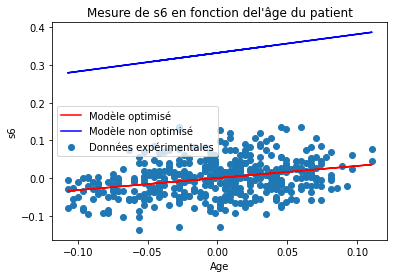 Mesure de s6 en fonction del'âge du patient
s6
0.4
0.3
0.2
0.1
0.0
−0.1
Modèle optimisé
Modèle non optimisé
Données expérimentales
−0.10
−0.05
0.00
0.05
0.10
Age